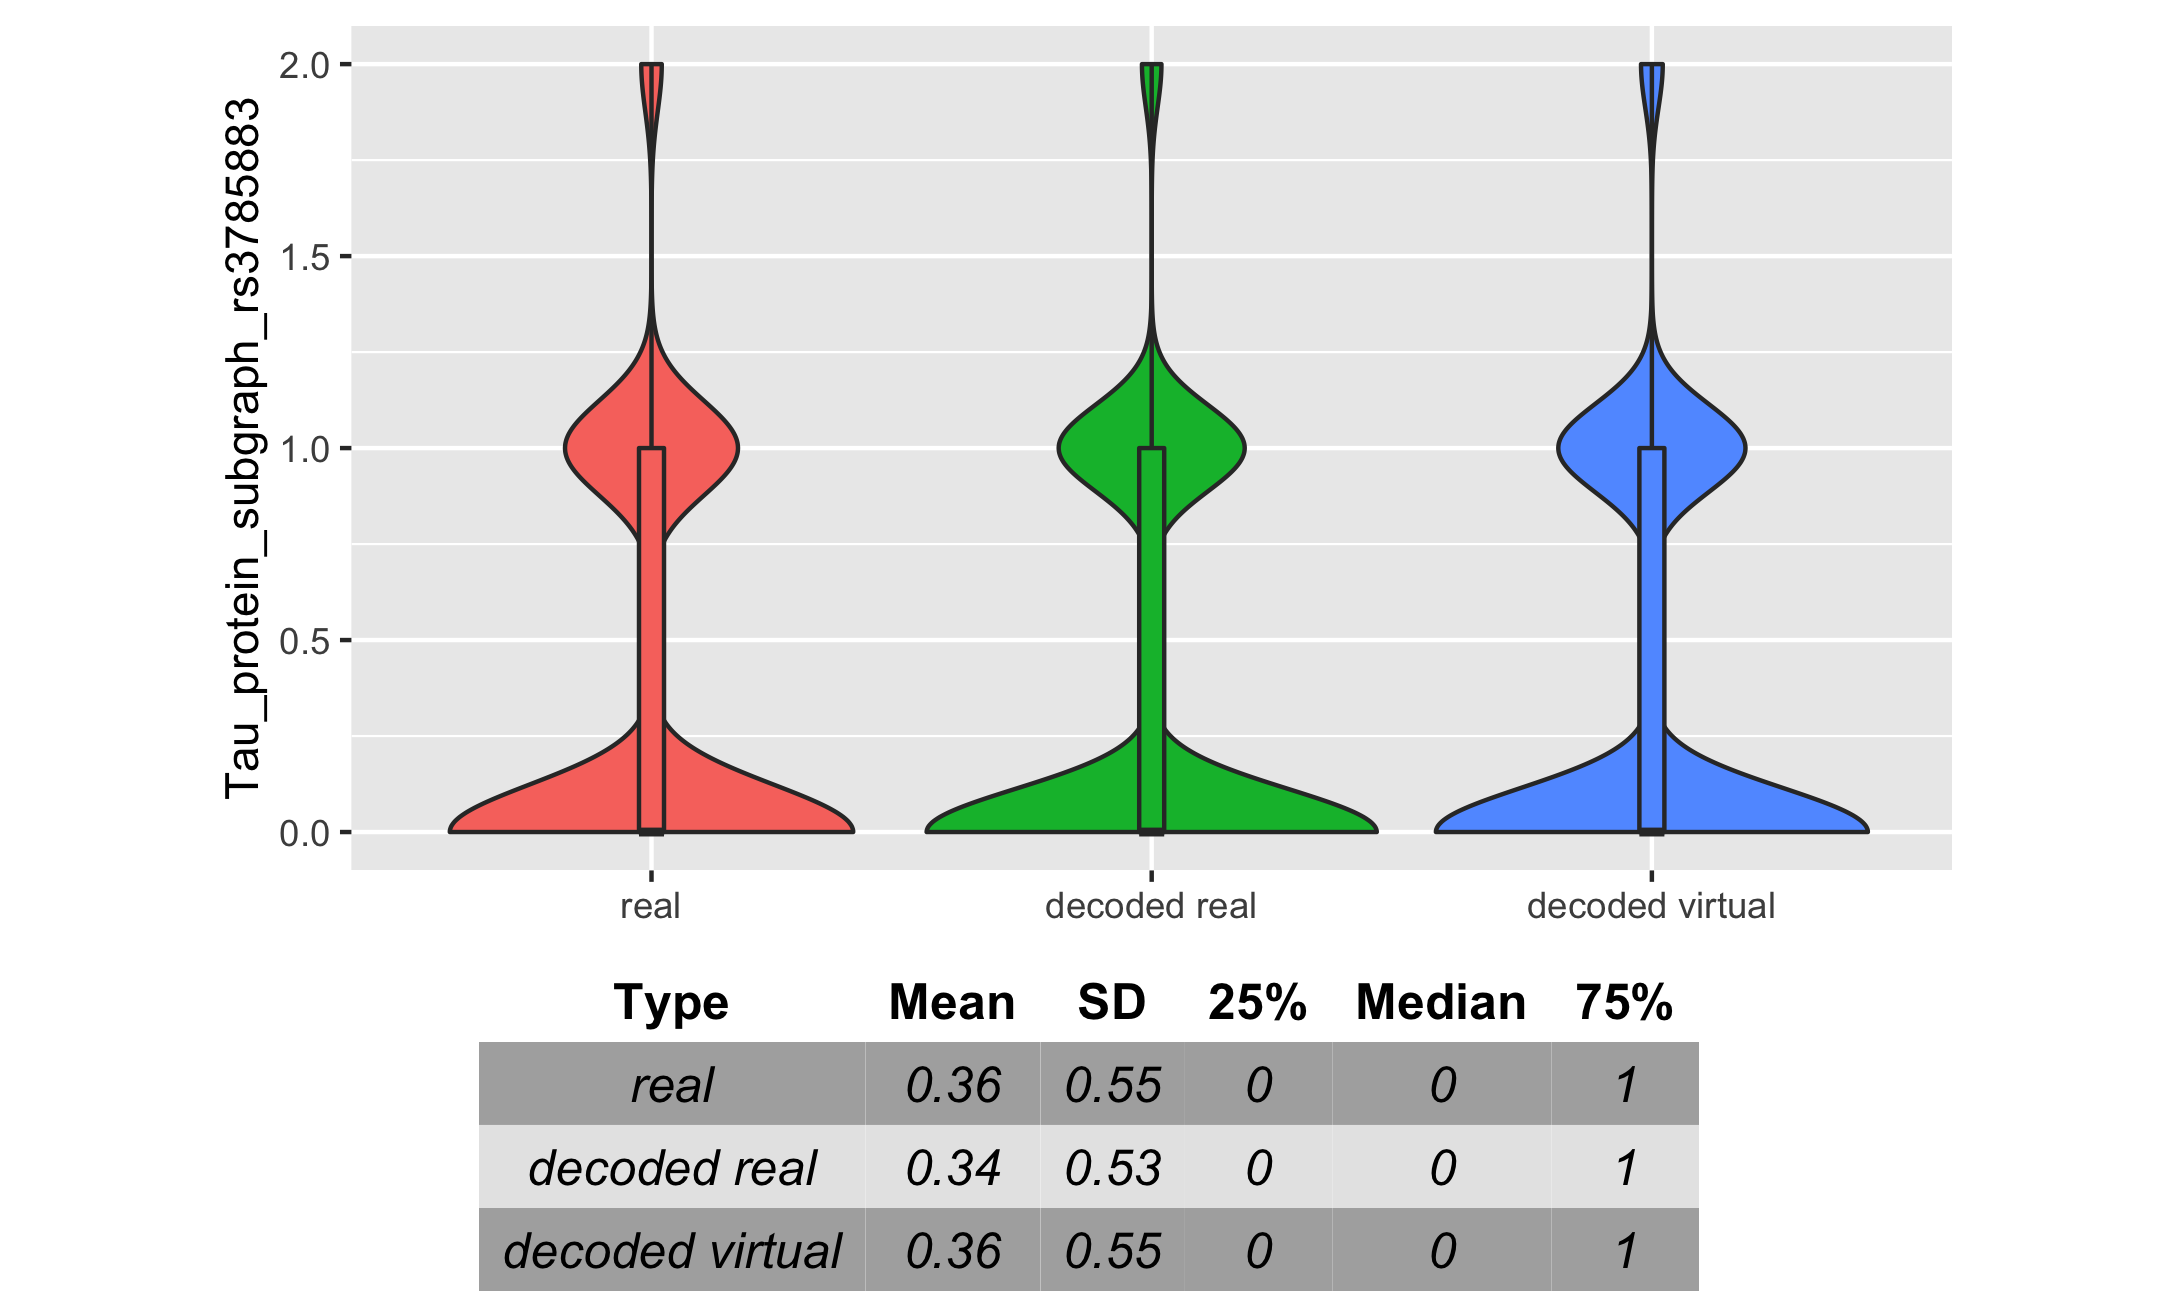 Tau_protein_subgraph_rs3785883
2.0
1.5
1.0
0.5
0.0
real decoded real decoded virtual
Type Mean SD 25% Median 75%
real 0.36 0.55 0 0 1
decoded real 0.34 0.53 0 0 1
decoded virtual 0.36 0.55 0 0 1